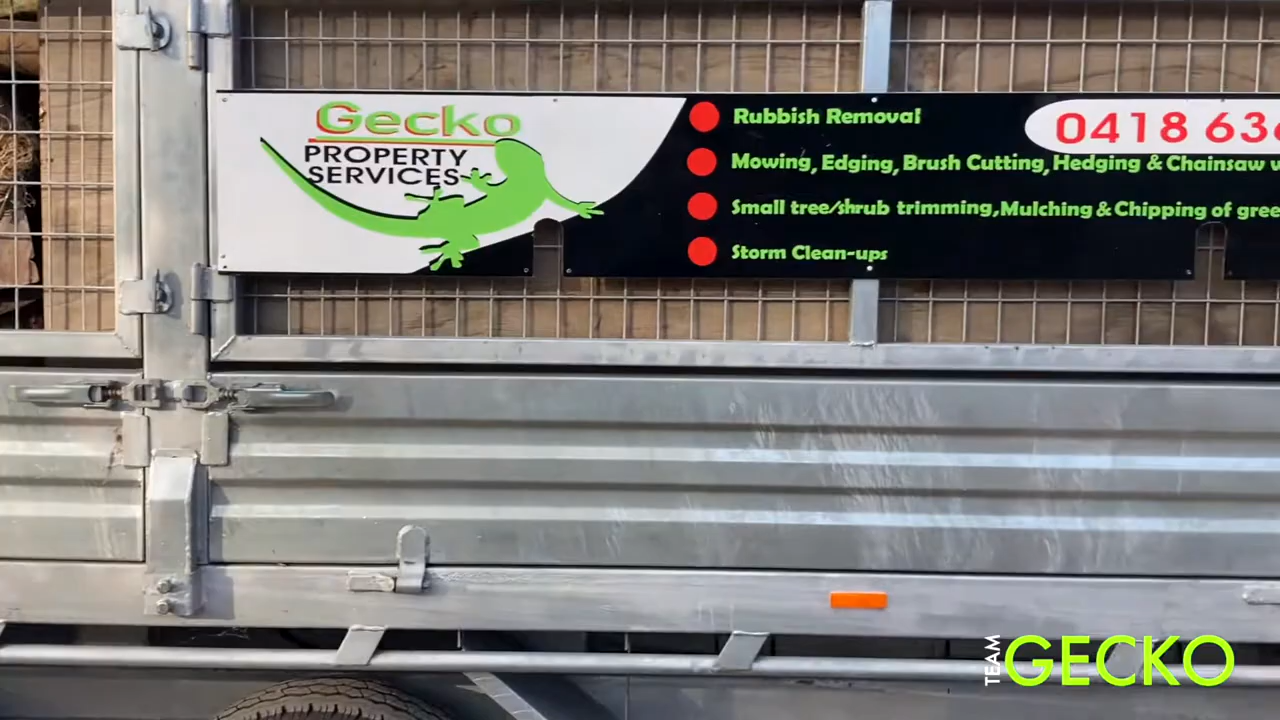 Gecko
PROPERTY
SERVICES
Rubbish Removal
0418 63
Mowing, Edging, Brush Cutting, Hedging & Chainsaw
Small tree/shrub trimming, Mulching & Chipping of
Storm Clean-ups
TEAM GECKO